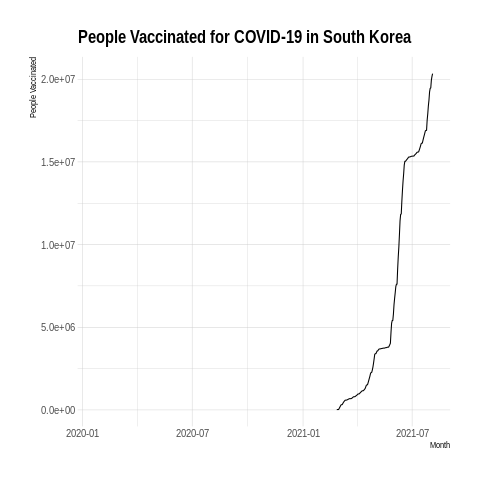 People Vaccinated for COVID-19 in South Korea
People Vaccinated
2.0e+07
1.5e+07
1.0e+07
5.0e+06
0.0e+00
2020-01 2020-07 2021-01 2021-07
Month